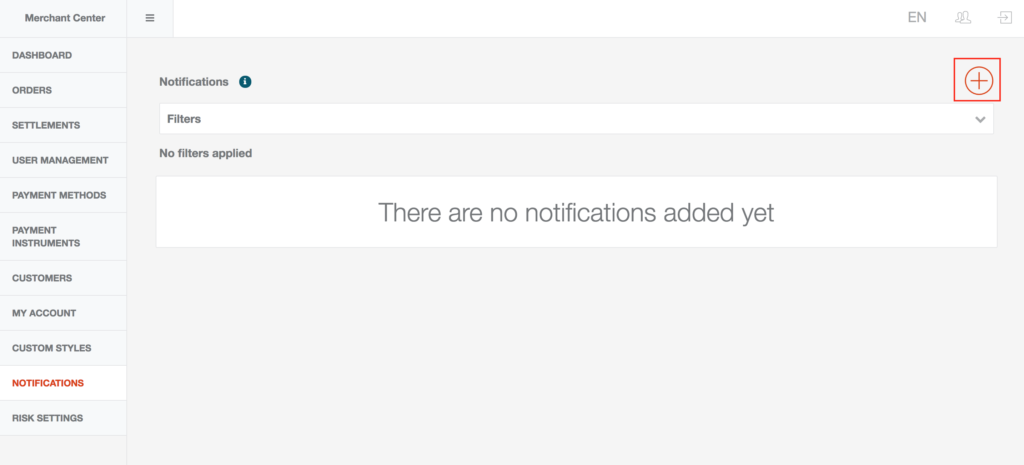 Merchant Center
EN
DASHBOARD
ORDERS
SETTLEMENTS
USER MANAGEMENT
PAYMENT METHODS
PAYMENT
INSTRUMENTS
CUSTOMERS
MY ACCOUNT
CUSTOM STYLES
NOTIFICATIONS
RISK SETTINGS
Notifications
Filters
No filters applied
There are no notifications added yet